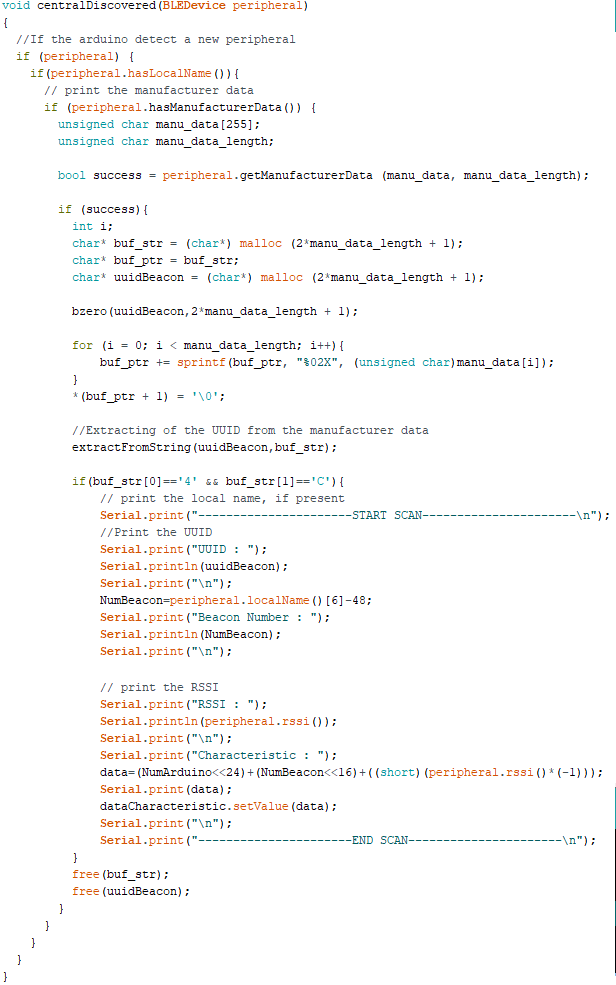 void centralDiscovered(BLEDevice peripheral)
{
  //If the arduino detect a new peripheral
  if (peripheral) {
    if(peripheral.hasLocalName()){
      // print the manufacturer data
      if (peripheral.hasManufacturerData()) {
        unsigned char manu_data[255];
        unsigned char manu_data_length;

        bool success = peripheral.getManufacturerData (manu_data, manu_data_length);

        if (success){
          int i;
          char* buf_str = (char*) malloc (2*manu_data_length + 1);
          char* buf_ptr = buf_str;
          char* uuidBeacon = (char*) malloc (2*manu_data_length + 1);

          bzero(uuidBeacon,2*manu_data_length + 1);

          for (i = 0; i < manu_data_length; i++){
              buf_ptr += sprintf(buf_ptr, "%02X", (unsigned char)manu_data[i]);
          }
          *(buf_ptr + 1) = '\0';

          //Extracting of the UUID from the manufacturer data
          extractFromString(uuidBeacon,buf_str);

          if(buf_str[0]=='4' && buf_str[1]=='C'){
              // print the local name, if present
              Serial.print("----------------------START SCAN----------------------\n");
              //Print the UUID
              Serial.print("UUID : ");
              Serial.println(uuidBeacon);
              Serial.print("\n");
              NumBeacon=peripheral.localName()[6]-48;
              Serial.print("Beacon Number : ");
              Serial.println(NumBeacon);
              Serial.print("\n");

              // print the RSSI
              Serial.print("RSSI : ");
              Serial.println(peripheral.rssi());
              Serial.print("\n");
              Serial.print("Characteristic : ");
              data=(NumArduino<<24)+(NumBeacon<<16)+((short)(peripheral.rssi()*(-1)));
              Serial.print(data);
              dataCharacteristic.setValue(data);
              Serial.print("\n");
              Serial.print("----------------------END SCAN----------------------\n");
          }
          free(buf_str);
          free(uuidBeacon);
        }
      }
    }
  }
}